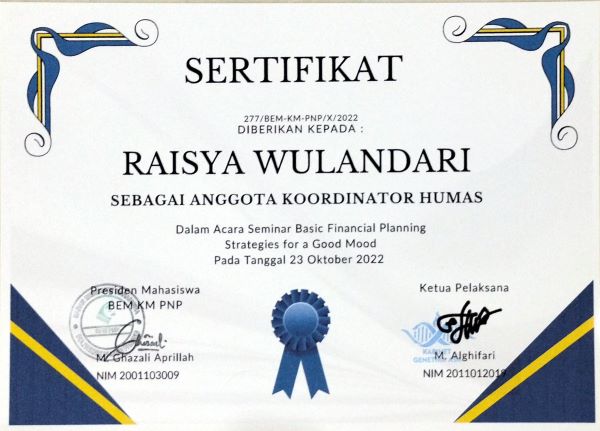 SERTIFIKAT
277/BEM-KM-PNP/X/2022
DIBERIKAN KEPADA :
RAISYA WULANDARI
SEBAGAI ANGGOTA KOORDINATOR HUMAS
Dalam Acara Seminar Basic Financial Planning
Strategies for a Good Mood
Pada Tanggal 23 Oktober 2022
Presiden Mahasiswa
BEM KM PNP
M. Ghazali Aprillah
NIM 2001103009
Ketua Pelaksana
KABINET
M. Alghifari
NIM 2011012019